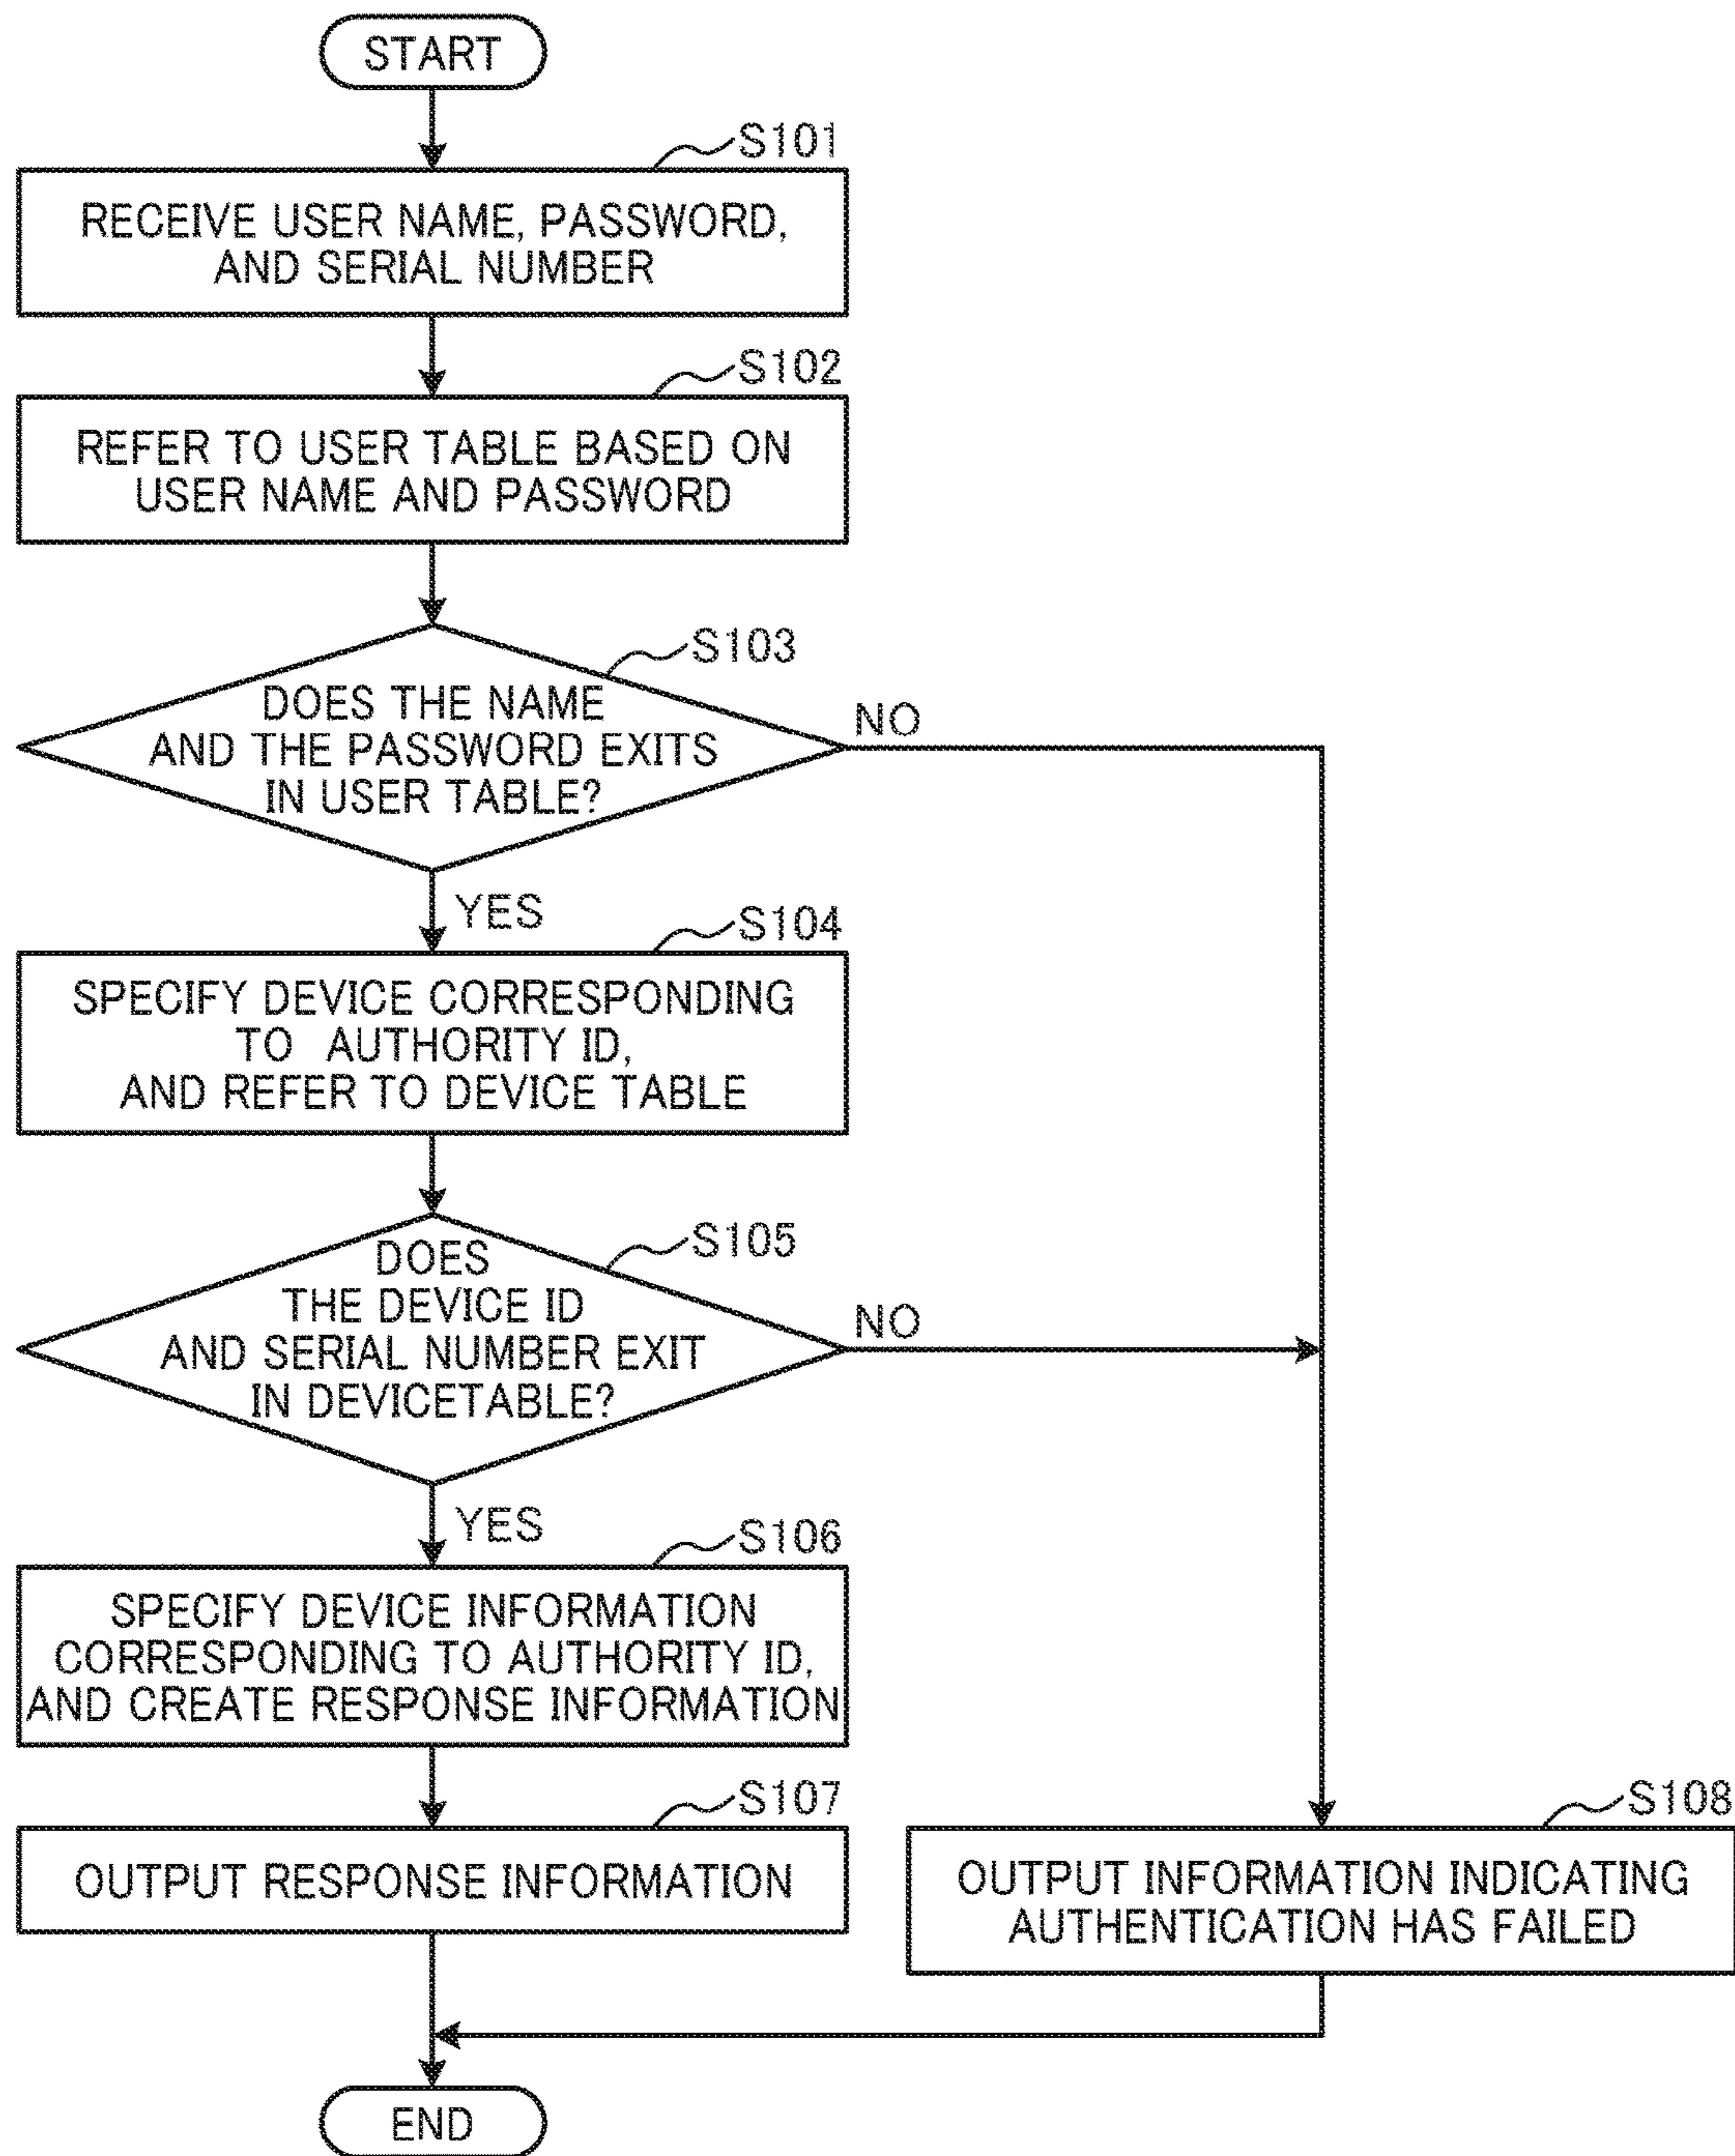 START
S101
RECEIVE USER NAME, PASSWORD,
AND SERIAL NUMBER
S102
REFER TO USER TABLE BASED ON
USER NAME AND PASSWORD
S103
DOES THE NAME
AND THE PASSWORD EXITS
IN USER TABLE?
NO
YES
S104
SPECIFY DEVICE CORRESPONDING
TO AUTHORITY ID,
AND REFER TO DEVICE TABLE
S105
DOES
THE DEVICE ID
AND SERIAL NUMBER EXIT
IN DEVICETABLE?
NO
YES
S106
SPECIFY DEVICE INFORMATION
CORRESPONDING TO AUTHORITY ID,
AND CREATE RESPONSE INFORMATION
S107
OUTPUT RESPONSE INFORMATION
S108
OUTPUT INFORMATION INDICATING
AUTHENTICATION HAS FAILED
END